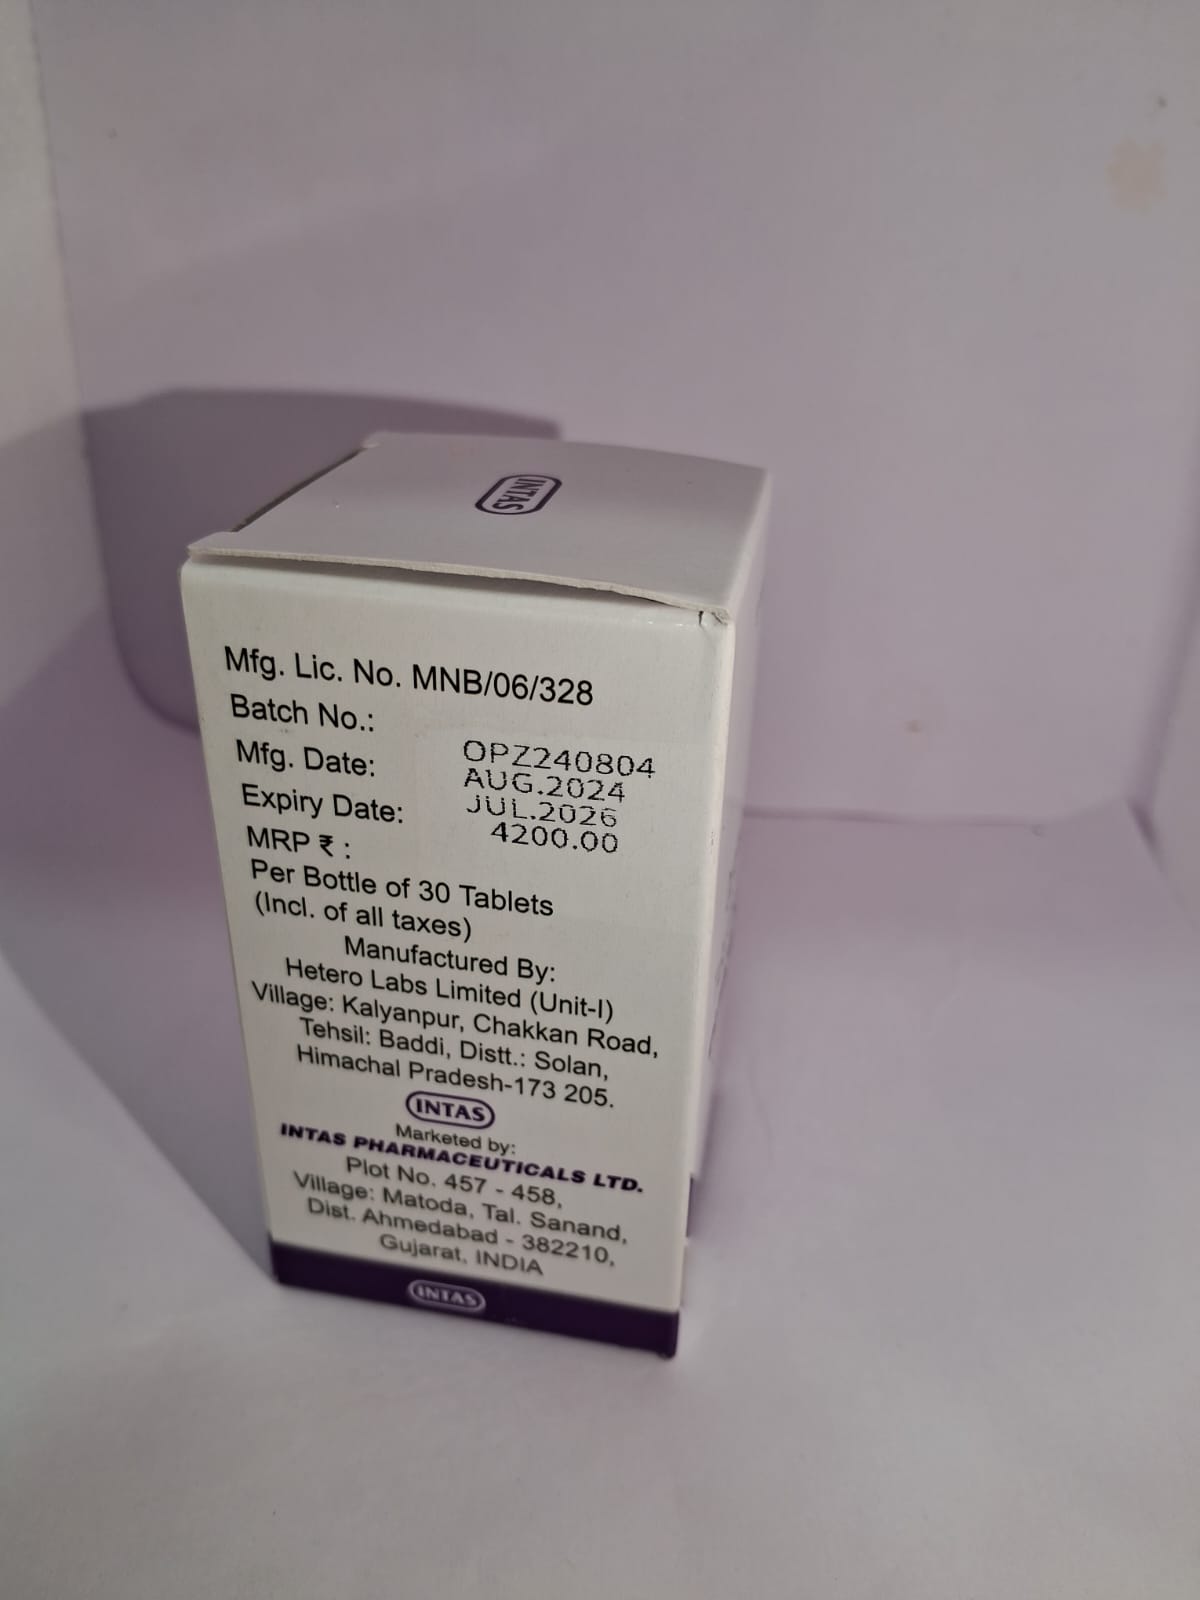 INTAS
Mfg. Lic. No. MNB/06/328
Batch No.: OPZ240804
Mfg. Date: AUG.2024
Expiry Date: JUL.2026
MRP ₹ : 4200.00
Per Bottle of 30 Tablets
(Incl. of all taxes)
Manufactured By:
Hetero Labs Limited (Unit-I)
Village: Kalyanpur, Chakkan Road,
Tehsil: Baddi, Distt.: Solan,
Himachal Pradesh-173 205.
INTAS
Marketed by:
INTAS PHARMACEUTICALS LTD.
Plot No. 457 - 458,
Village: Matoda, Tal. Sanand,
Dist. Ahmedabad - 382210,
Gujarat, INDIA
INTAS